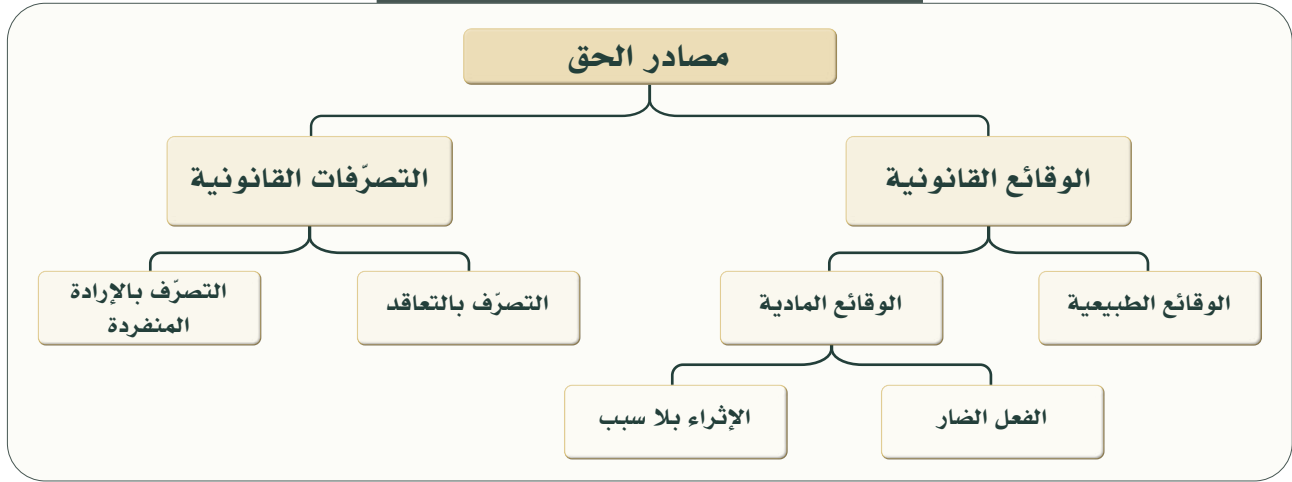 مصادر الحق
الوقائع القانونية
التصرّفات القانونية
الوقائع الطبيعية
الوقائع المادية
التصرّف بالتعاقد
التصرّف بالإرادة
المنفردة
الفعل الضار
الإثراء بلا سبب